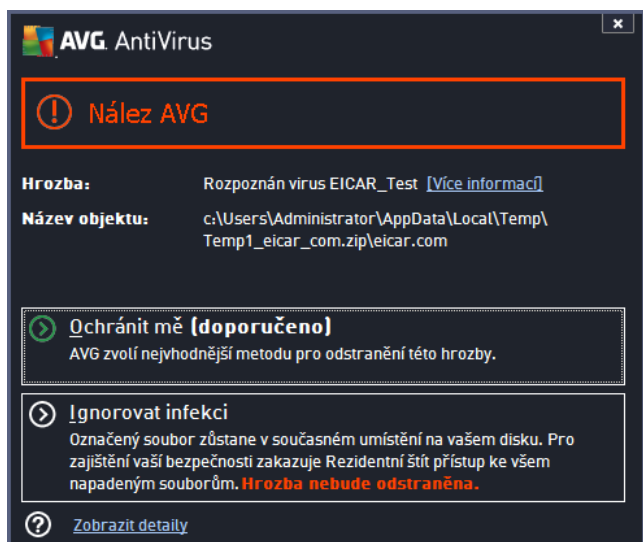 AVG. AntiVirus
Nález AVG
Hrozba: Rozpoznán virus EICAR_Test [Více informací]
Název objektu: c:\Users\Administrator\AppData\Local\Temp\
Temp1_eicar_com.zip\eicar.com
Ochránit mě (doporučeno)
AVG zvolí nejvhodnější metodu pro odstranění této hrozby.
Ignorovat infekci
Označený soubor zůstane v současném umístění na vašem disku. Pro
zajištění vaší bezpečnosti zakazuje Rezidentní štít přístup ke všem
napadeným souborům. Hrozba nebude odstraněna.
Zobrazit detaily